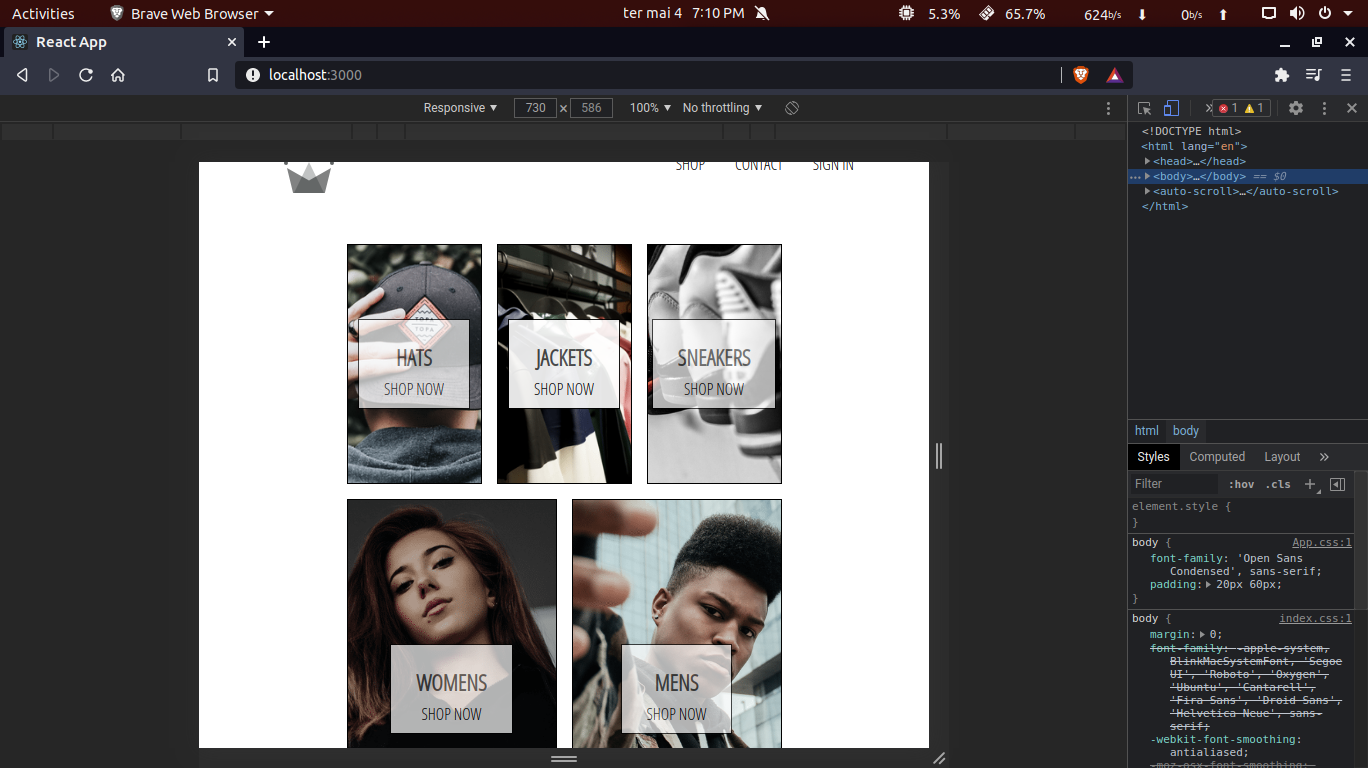 Activities Brave Web Browser ter mai 4 7:10 PM 5.3% 65.7% 624b/s 0b/s
React App
localhost:3000
Responsive 730 × 586 100% No throttling 1 1
<!DOCTYPE html>
<html lang="en">
<head>…</head>
<body>…</body> == $0
<auto-scroll>…</auto-scroll>
</html>
SHOP CONTACT SIGN IN
HATS
SHOP NOW
JACKETS
SHOP NOW
SNEAKERS
SHOP NOW
TOPA
TOPA
WOMENS
SHOP NOW
MENS
SHOP NOW
html body
Styles Computed Layout
Filter :hov .cls
element.style {
}
body { App.css:1
font-family: 'Open Sans
Condensed', sans-serif;
padding: 20px 60px;
}
body { index.css:1
margin: 0;
font-family: -apple-system,
BlinkMacSystemFont, 'Segoe
UI', 'Roboto', 'Oxygen',
'Ubuntu', 'Cantarell',
'Fira Sans', 'Droid Sans',
'Helvetica Neue', sans-
serif;
-webkit-font-smoothing:
antialiased;
-moz-osx-font-smoothing: